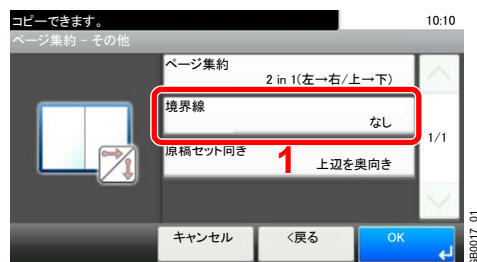 コピーできます。
10:10
ページ集約 - その他
ページ集約
2 in 1(左→右/上→下)
境界線
なし
1/1
原稿セット向き
1
上辺を奥向き
キャンセル
<戻る
OK
GB0017_01